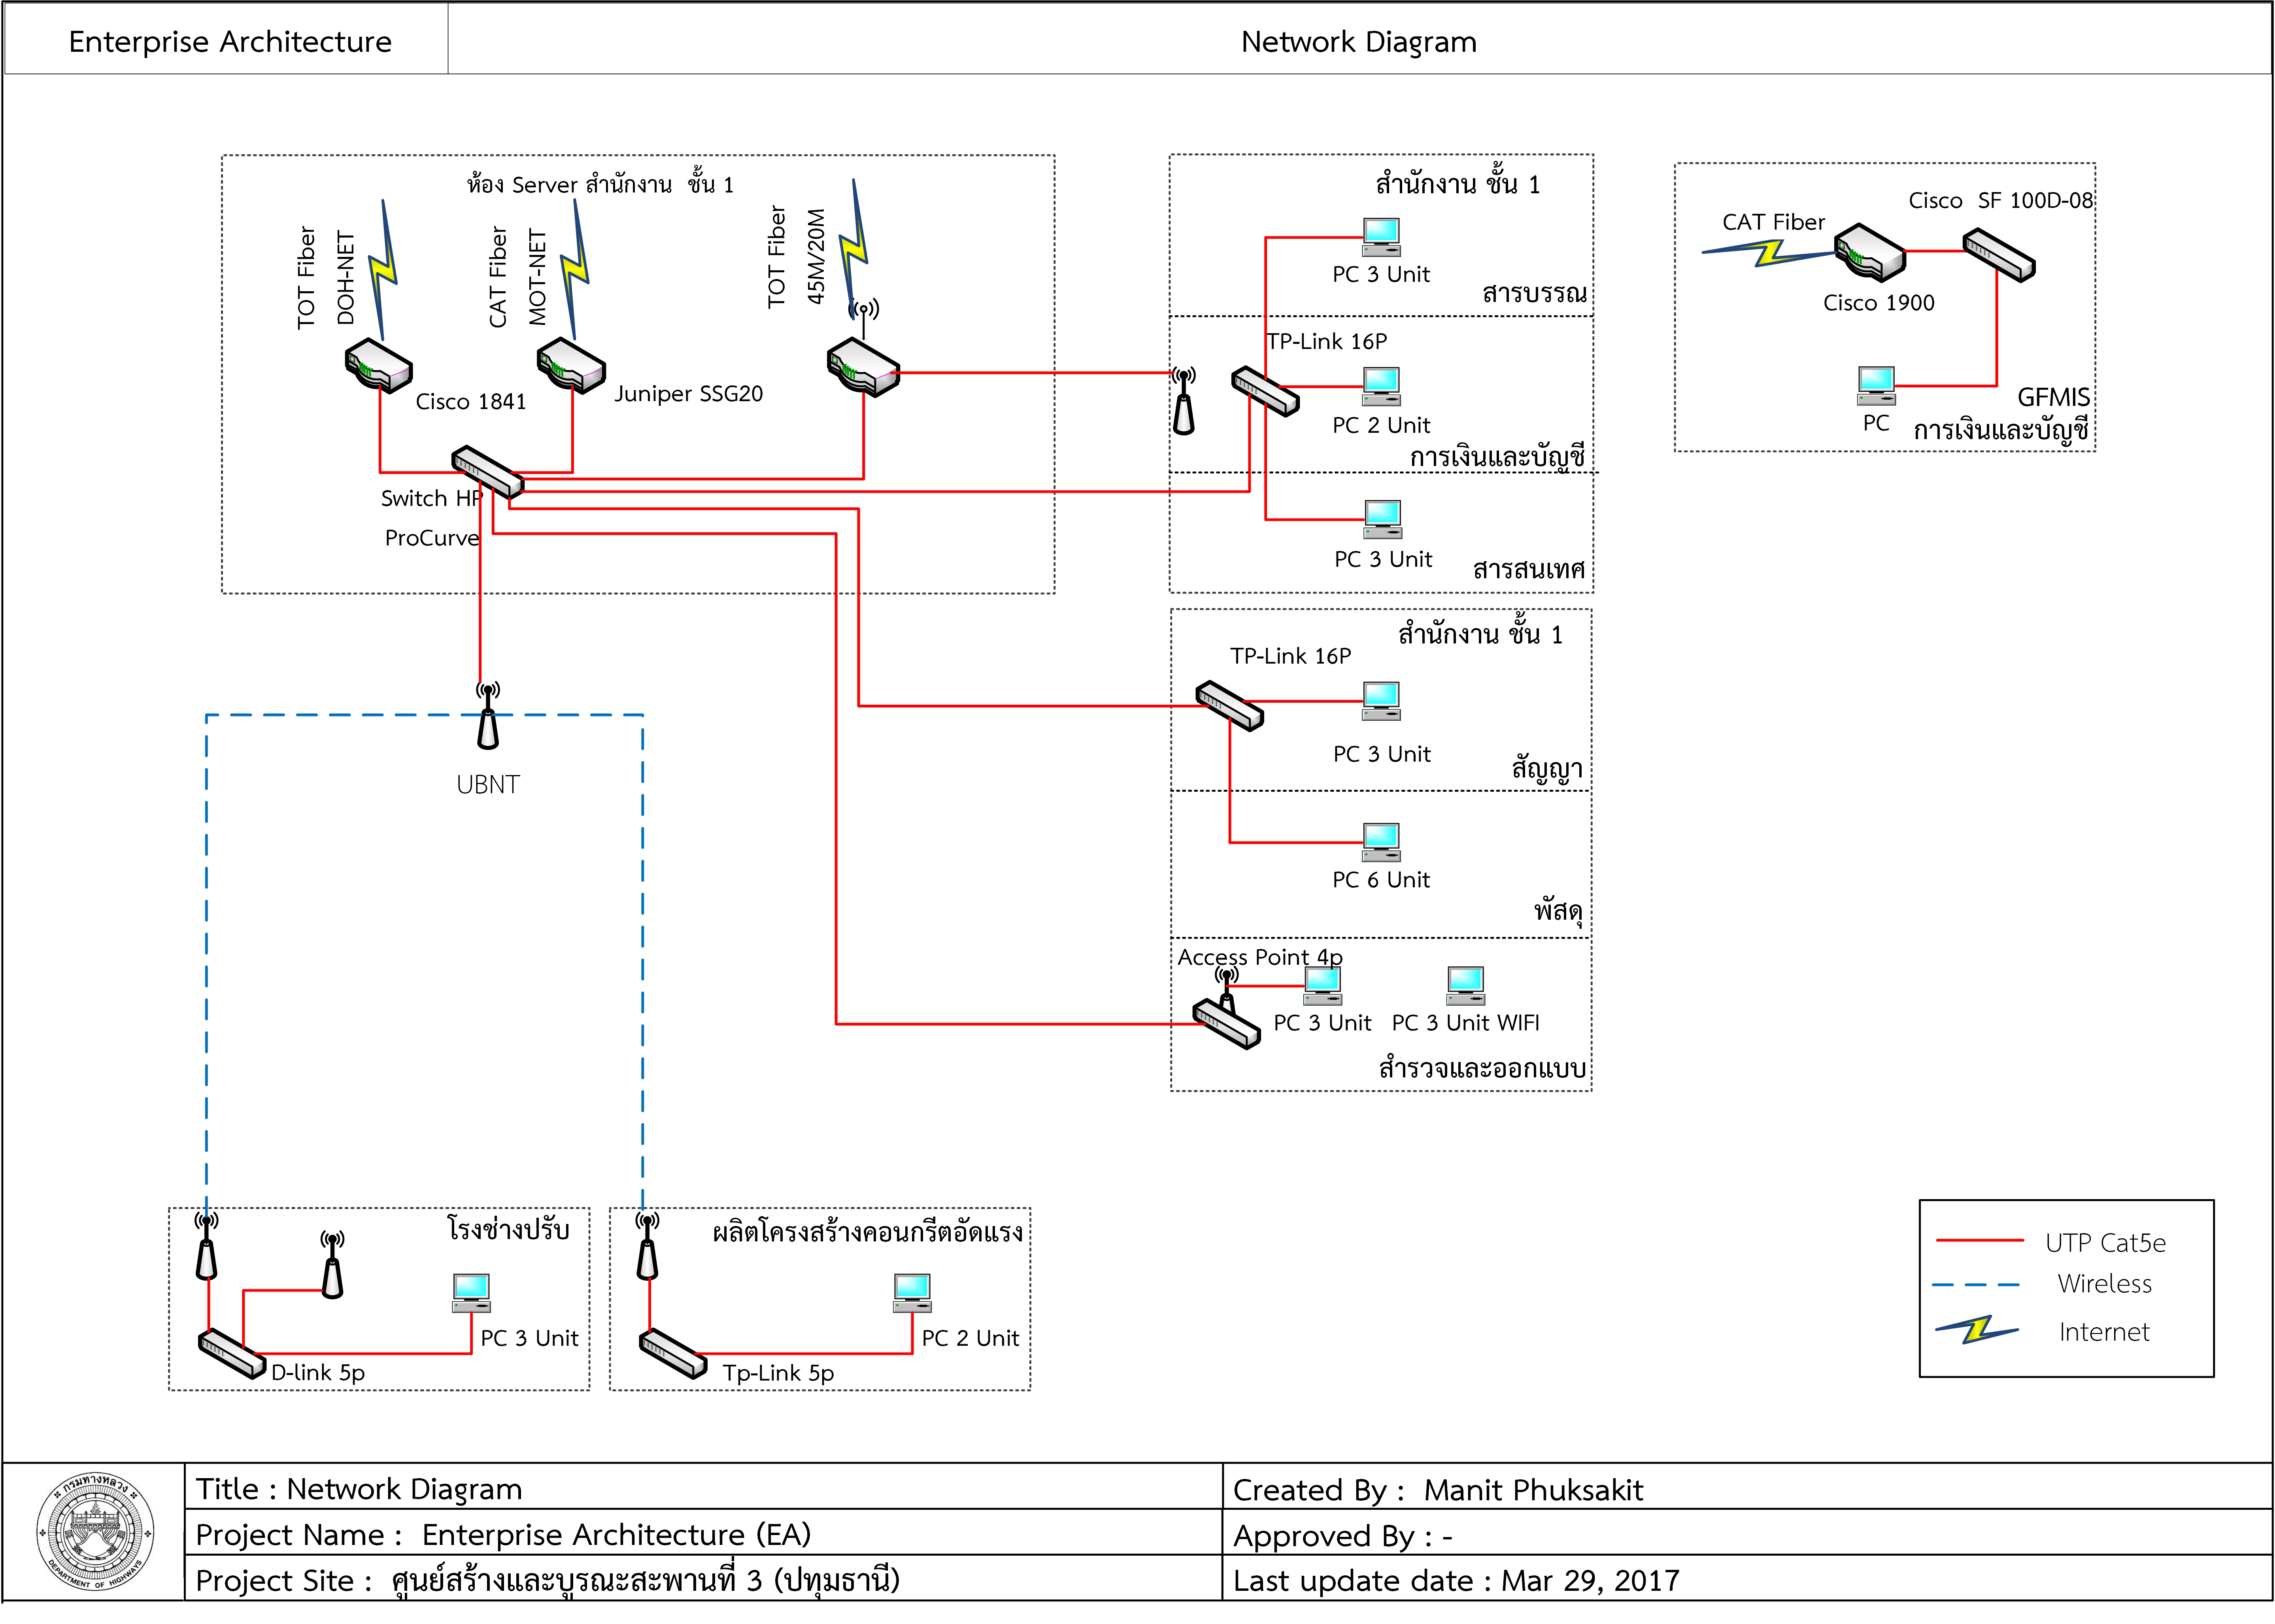 Enterprise Architecture
Network Diagram
ห้อง Server สำนักงาน ชั้น 1
TOT Fiber
DOH-NET
CAT Fiber
MOT-NET
TOT Fiber
45M/20M
Cisco 1841
Juniper SSG20
Switch HP
ProCurve
UBNT
สำนักงาน ชั้น 1
PC 3 Unit
สารบรรณ
TP-Link 16P
PC 2 Unit
การเงินและบัญชี
PC 3 Unit
สารสนเทศ
Cisco SF 100D-08
CAT Fiber
Cisco 1900
GFMIS
PC
การเงินและบัญชี
สำนักงาน ชั้น 1
TP-Link 16P
PC 3 Unit
สัญญา
PC 6 Unit
พัสดุ
Access Point 4p
PC 3 Unit
PC 3 Unit WIFI
สำรวจและออกแบบ
โรงช่างปรับ
PC 3 Unit
D-link 5p
ผลิตโครงสร้างคอนกรีตอัดแรง
PC 2 Unit
Tp-Link 5p
UTP Cat5e
Wireless
Internet
กรมทางหลวง
DEPARTMENT OF HIGHWAYS
Title : Network Diagram
Created By : Manit Phuksakit
Project Name : Enterprise Architecture (EA)
Approved By : -
Project Site : ศูนย์สร้างและบูรณะสะพานที่ 3 (ปทุมธานี)
Last update date : Mar 29, 2017